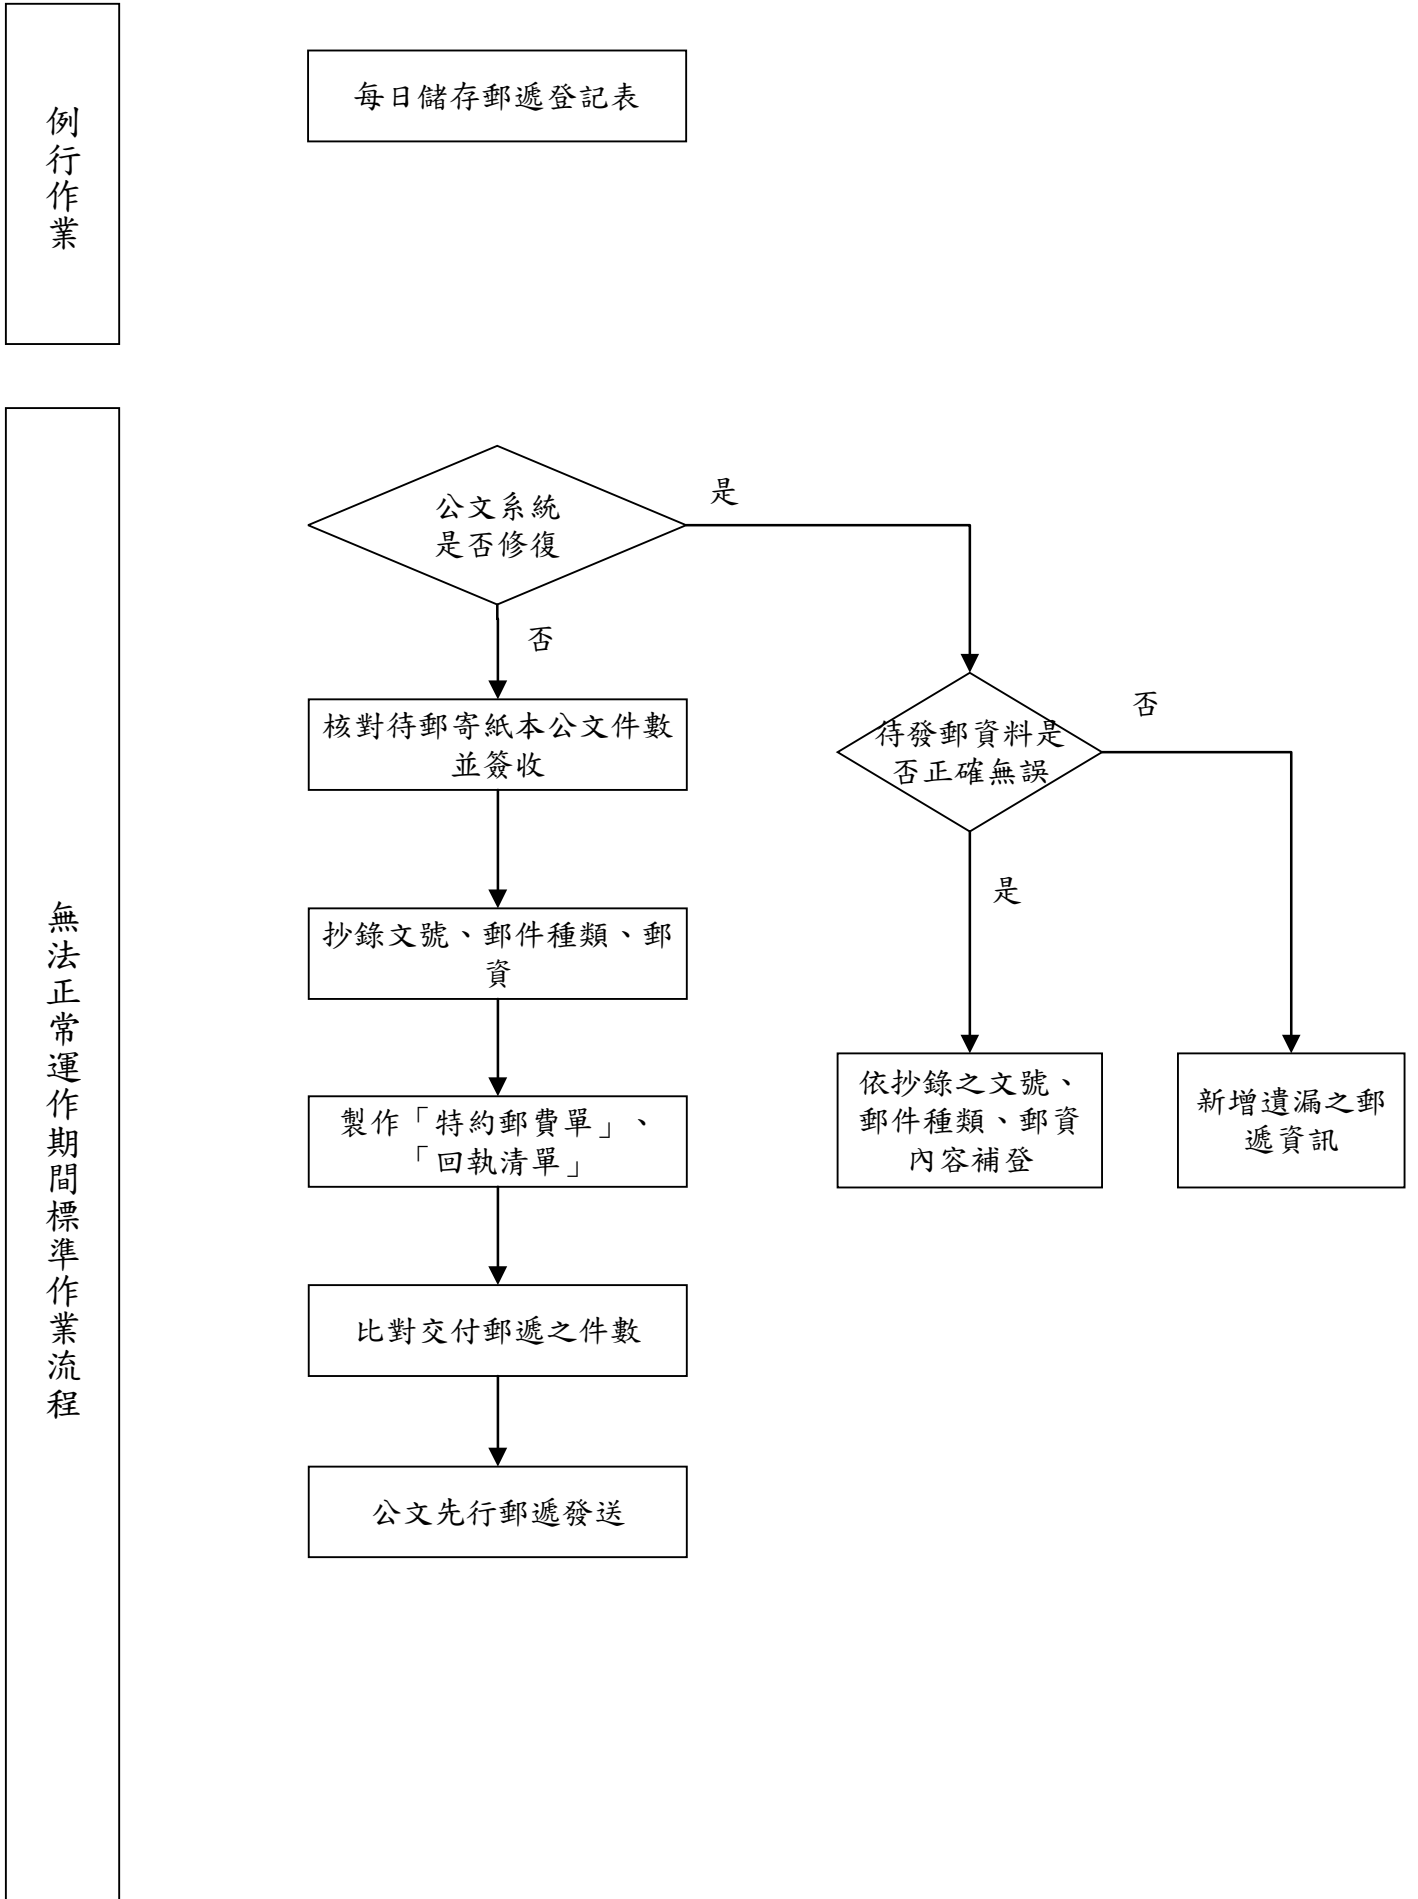 例行作業
每日儲存郵遞登記表
無法正常運作期間標準作業流程
公文系統
是否修復
是
否
核對待郵寄紙本公文件數
並簽收
待發郵資料是
否正確無誤
否
是
抄錄文號、郵件種類、郵
資
製作「特約郵費單」、
「回執清單」
依抄錄之文號、
郵件種類、郵資
內容補登
新增遺漏之郵
遞資訊
比對交付郵遞之件數
公文先行郵遞發送